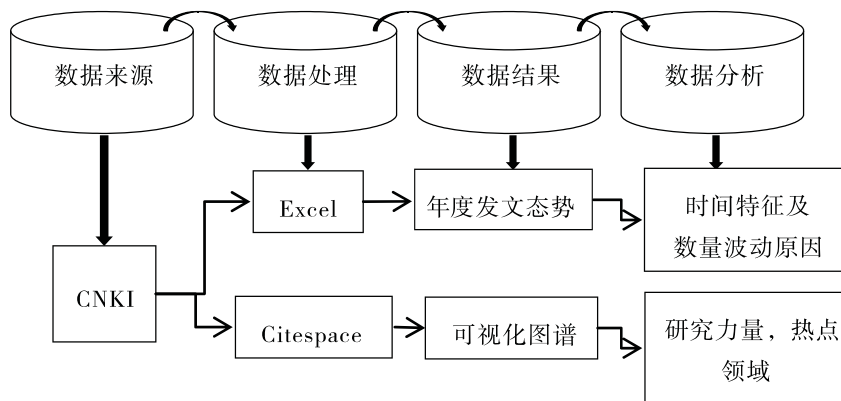 数据来源
数据处理
数据结果
数据分析
Excel
年度发文态势
时间特征及
数量波动原因
CNKI
Citespace
可视化图谱
研究力量，热点
领域